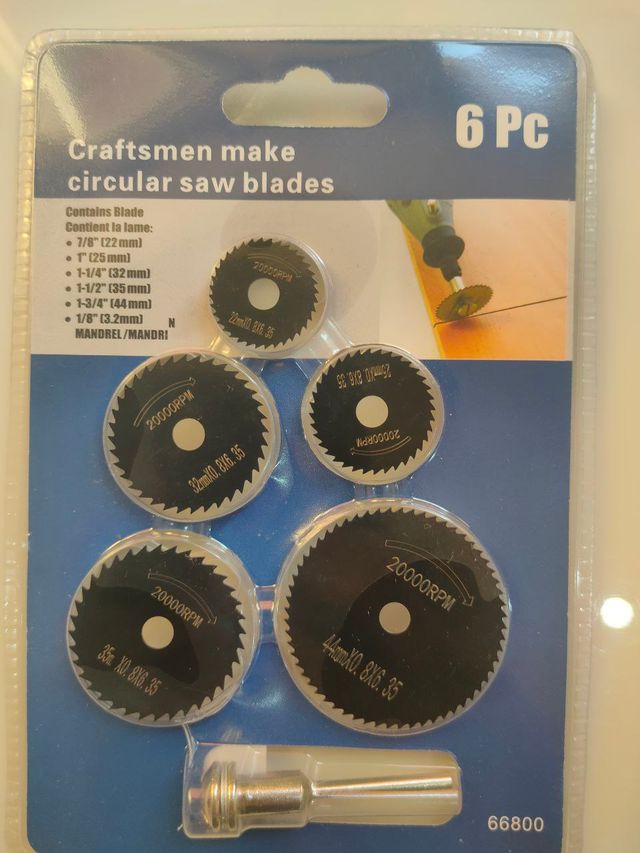 6 Pc
Craftsmen make
circular saw blades
Contains Blade
Contient la lame:
• 7/8" (22 mm)
• 1" (25 mm)
• 1-1/4" (32 mm)
• 1-1/2" (35 mm)
• 1-3/4" (44 mm)
• 1/8" (3.2mm) N
MANDREL/MANDRI
20000RPM
22mmX0.8X6.35
25mmX0.8X6.35
20000RPM
20000RPM
32mmX0.8X6.35
20000RPM
35m X0.8X6.35
20000RPM
44mmX0.8X6.35
66800